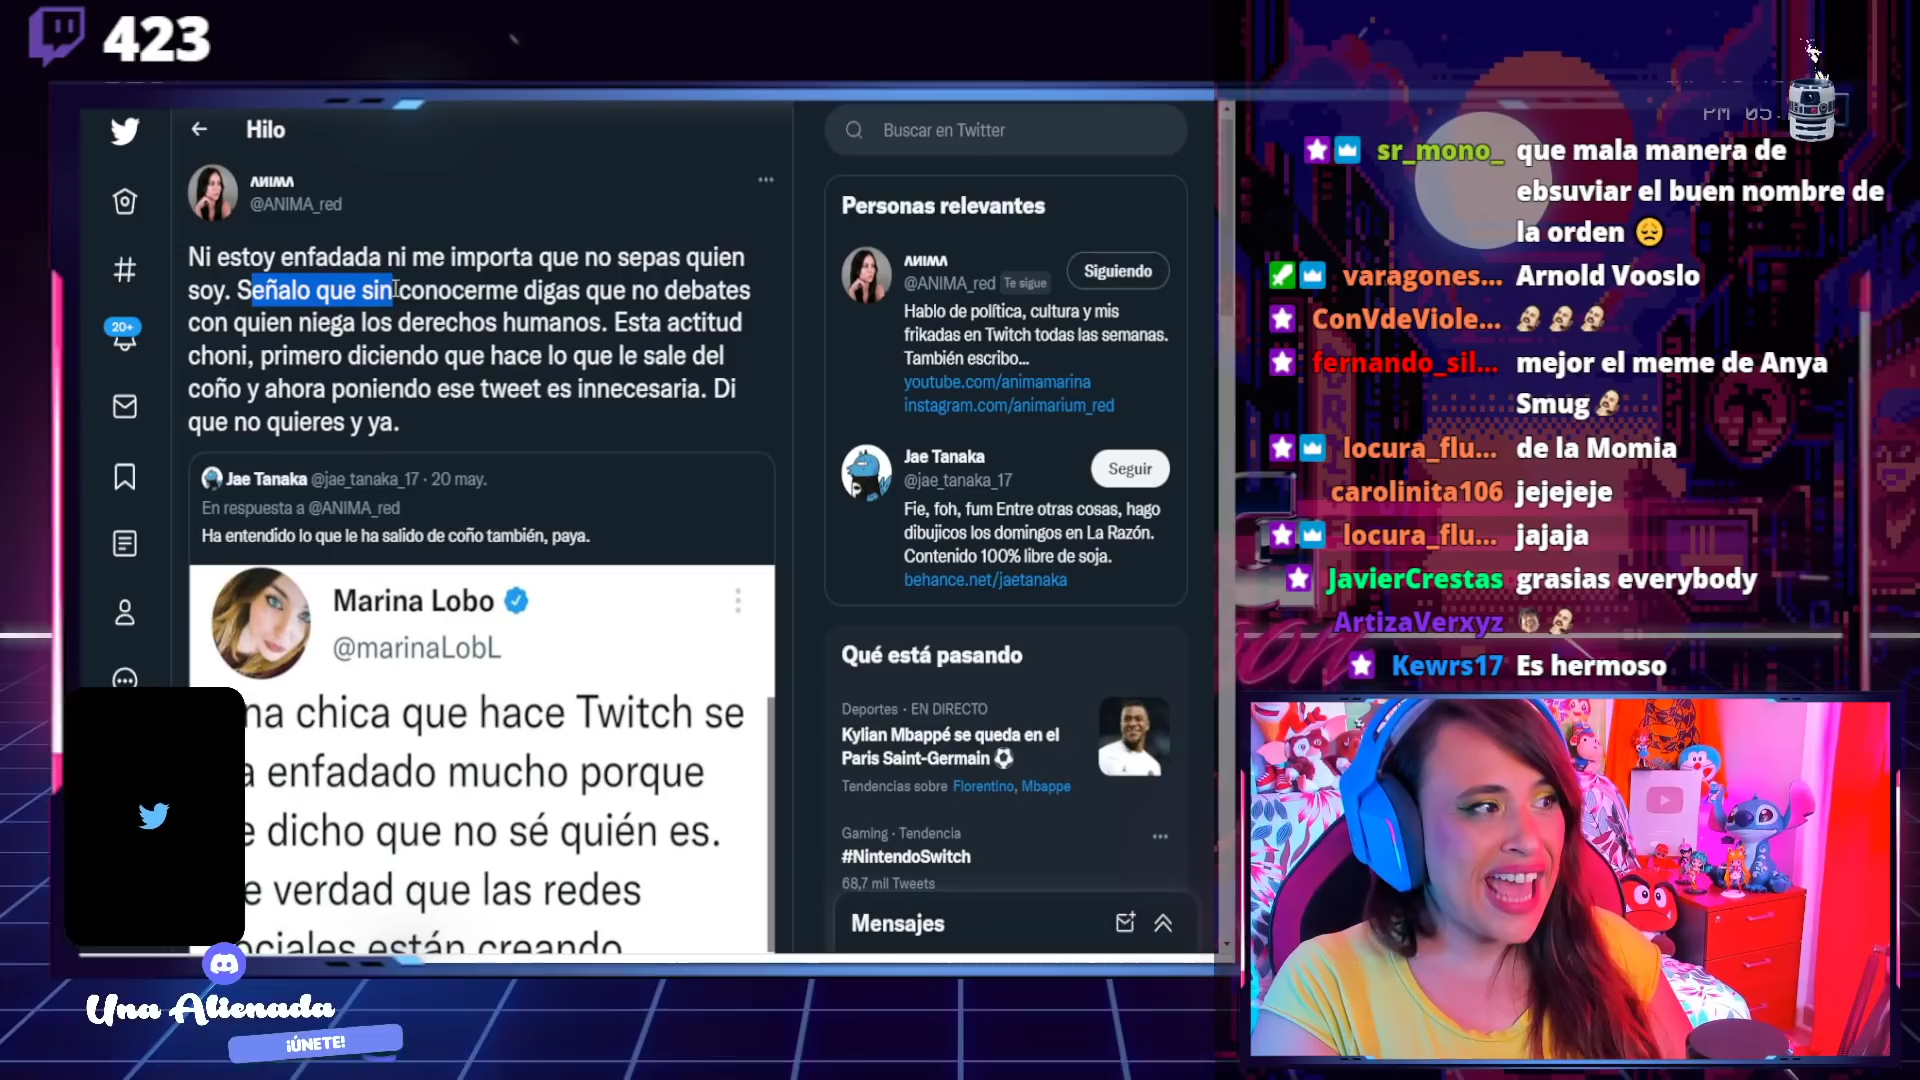 423
Hilo
ΛNIMΛ
@ANIMA_red
Ni estoy enfadada ni me importa que no sepas quien
soy. Señalo que sin conocerme digas que no debates
con quien niega los derechos humanos. Esta actitud
choni, primero diciendo que hace lo que le sale del
coño y ahora poniendo ese tweet es innecesaria. Di
que no quieres y ya.
Jae Tanaka @jae_tanaka_17 · 20 may.
En respuesta a @ANIMA_red
Ha entendido lo que le ha salido de coño también, paya.
Marina Lobo
@marinaLobL
na chica que hace Twitch se
enfadado mucho porque
dicho que no sé quién es.
verdad que las redes
ociales están creando
20+
Buscar en Twitter
Personas relevantes
ΛNIMΛ
@ANIMA_red Te sigue
Siguiendo
Hablo de política, cultura y mis
frikadas en Twitch todas las semanas.
También escribo...
youtube.com/animamarina
instagram.com/animarium_red
Jae Tanaka
@jae_tanaka_17
Seguir
Fie, foh, fum Entre otras cosas, hago
dibujicos los domingos en La Razón.
Contenido 100% libre de soja.
behance.net/jaetanaka
Qué está pasando
Deportes · EN DIRECTO
Kylian Mbappé se queda en el
Paris Saint-Germain ⚽
Tendencias sobre Florentino, Mbappe
Gaming · Tendencia
#NintendoSwitch
68,7 mil Tweets
Mensajes
PM 05
sr_mono_ que mala manera de
ebsuviar el buen nombre de
la orden 😞
varagones... Arnold Vooslo
ConVdeViole...
fernando_sil... mejor el meme de Anya
Smug
locura_flu... de la Momia
carolinita106 jejejeje
locura_flu... jajaja
JavierCrestas grasias everybody
ArtizaVerxyz
Kewrs17 Es hermoso
Una Alienada
¡ÚNETE!